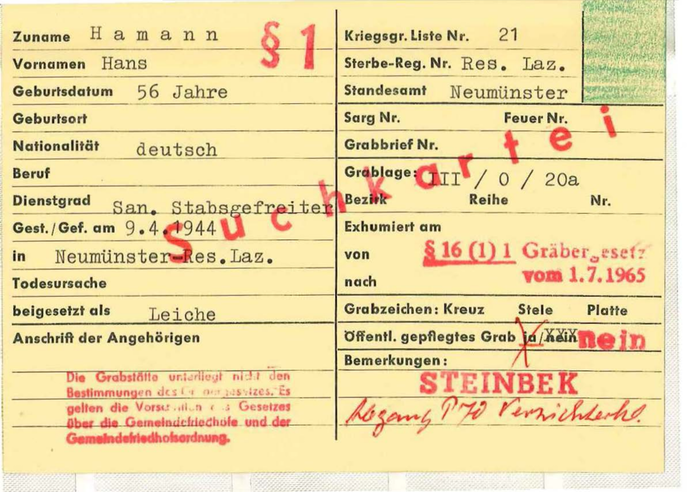 Zuname Hamann § 1
Vornamen Hans
Geburtsdatum 56 Jahre
Geburtsort
Nationalität deutsch
Beruf
Dienstgrad San. Stabsgefreiter
Gest./Gef. am 9.4.1944
in Neumünster-Res.Laz.
Todesursache
beigesetzt als Leiche
Anschrift der Angehörigen
Die Grabstätte unterliegt nicht den
Bestimmungen des Es
gelten die Gesetzes
über die Gemeindefriedhöfe und der
Gemeindefriedhofsordnung.
Suchkartei
Kriegsgr. Liste Nr. 21
Sterbe-Reg. Nr. Res. Laz.
Standesamt Neumünster
Sarg Nr. Feuer Nr.
Grabbrief Nr.
Grablage: III / O / 20a
Bezirk Reihe Nr.
Exhumiert am
von § 16 (1) 1 Gräbergesetz
nach vom 1.7.1965
Grabzeichen: Kreuz Stele Platte
Öffentl. gepflegtes Grab ja/nein XXX nein
Bemerkungen:
STEINBEK
Abgang 70